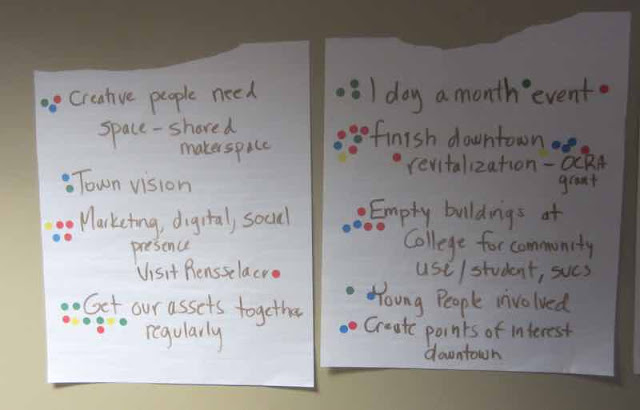 Creative people need
space - shared
makerspace
Town vision
Marketing, digital, social
presence
Visit Rensselaer
Get our assets together
regularly
1 day a month event
finish downtown
revitalization - OCRA
grant
Empty buildings at
College for community
use / student, svcs
Young People involved
Create points of interest
downtown